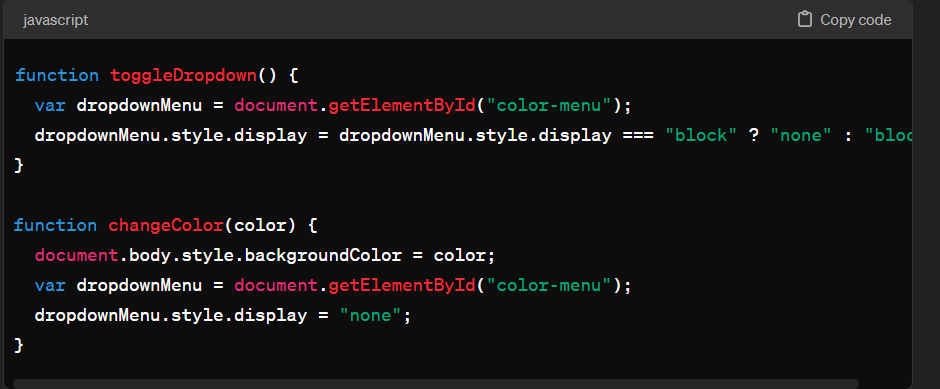 javascript
Copy code
function toggleDropdown() {
  var dropdownMenu = document.getElementById("color-menu");
  dropdownMenu.style.display = dropdownMenu.style.display === "block" ? "none" : "bloc
}
function changeColor(color) {
  document.body.style.backgroundColor = color;
  var dropdownMenu = document.getElementById("color-menu");
  dropdownMenu.style.display = "none";
}